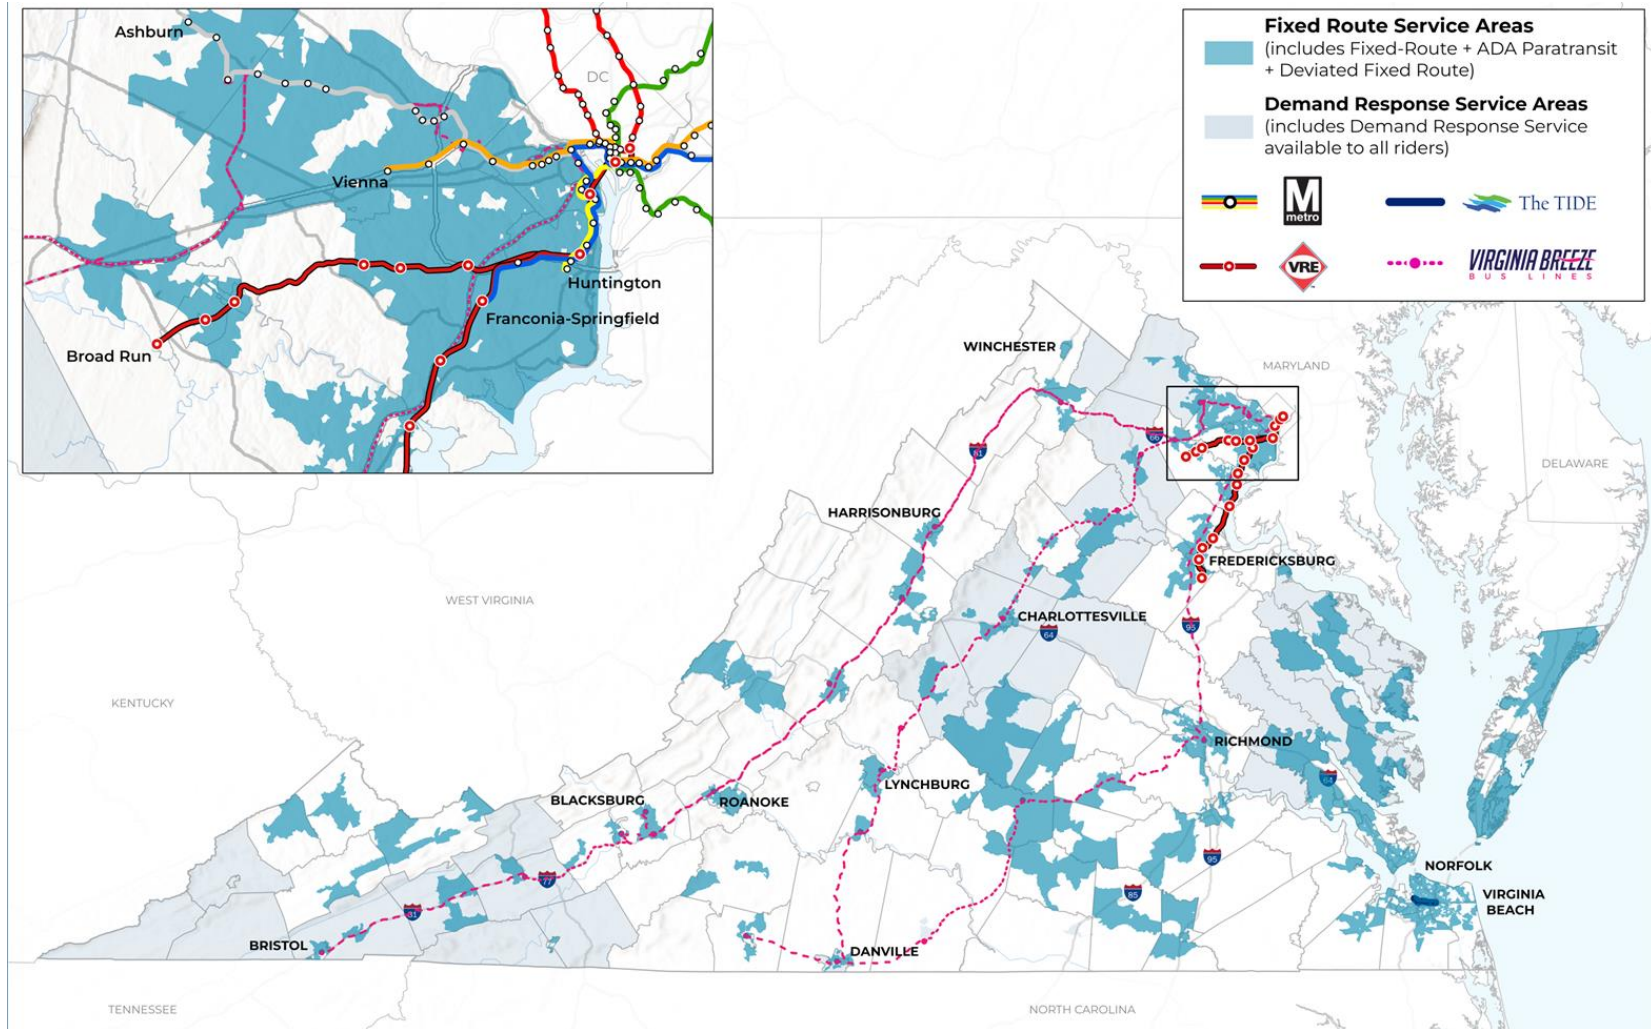 Ashburn
DC
Vienna
Huntington
Franconia-Springfield
Broad Run
Fixed Route Service Areas
(includes Fixed-Route + ADA Paratransit
+ Deviated Fixed Route)
Demand Response Service Areas
(includes Demand Response Service
available to all riders)
M
metro
The TIDE
VRE
VIRGINIA BREEZE
BUS LINES
WINCHESTER
MARYLAND
66
81
DELAWARE
HARRISONBURG
FREDERICKSBURG
WEST VIRGINIA
CHARLOTTESVILLE
64
95
KENTUCKY
RICHMOND
64
LYNCHBURG
BLACKSBURG
ROANOKE
95
NORFOLK
77
85
VIRGINIA
BEACH
81
BRISTOL
DANVILLE
TENNESSEE
NORTH CAROLINA